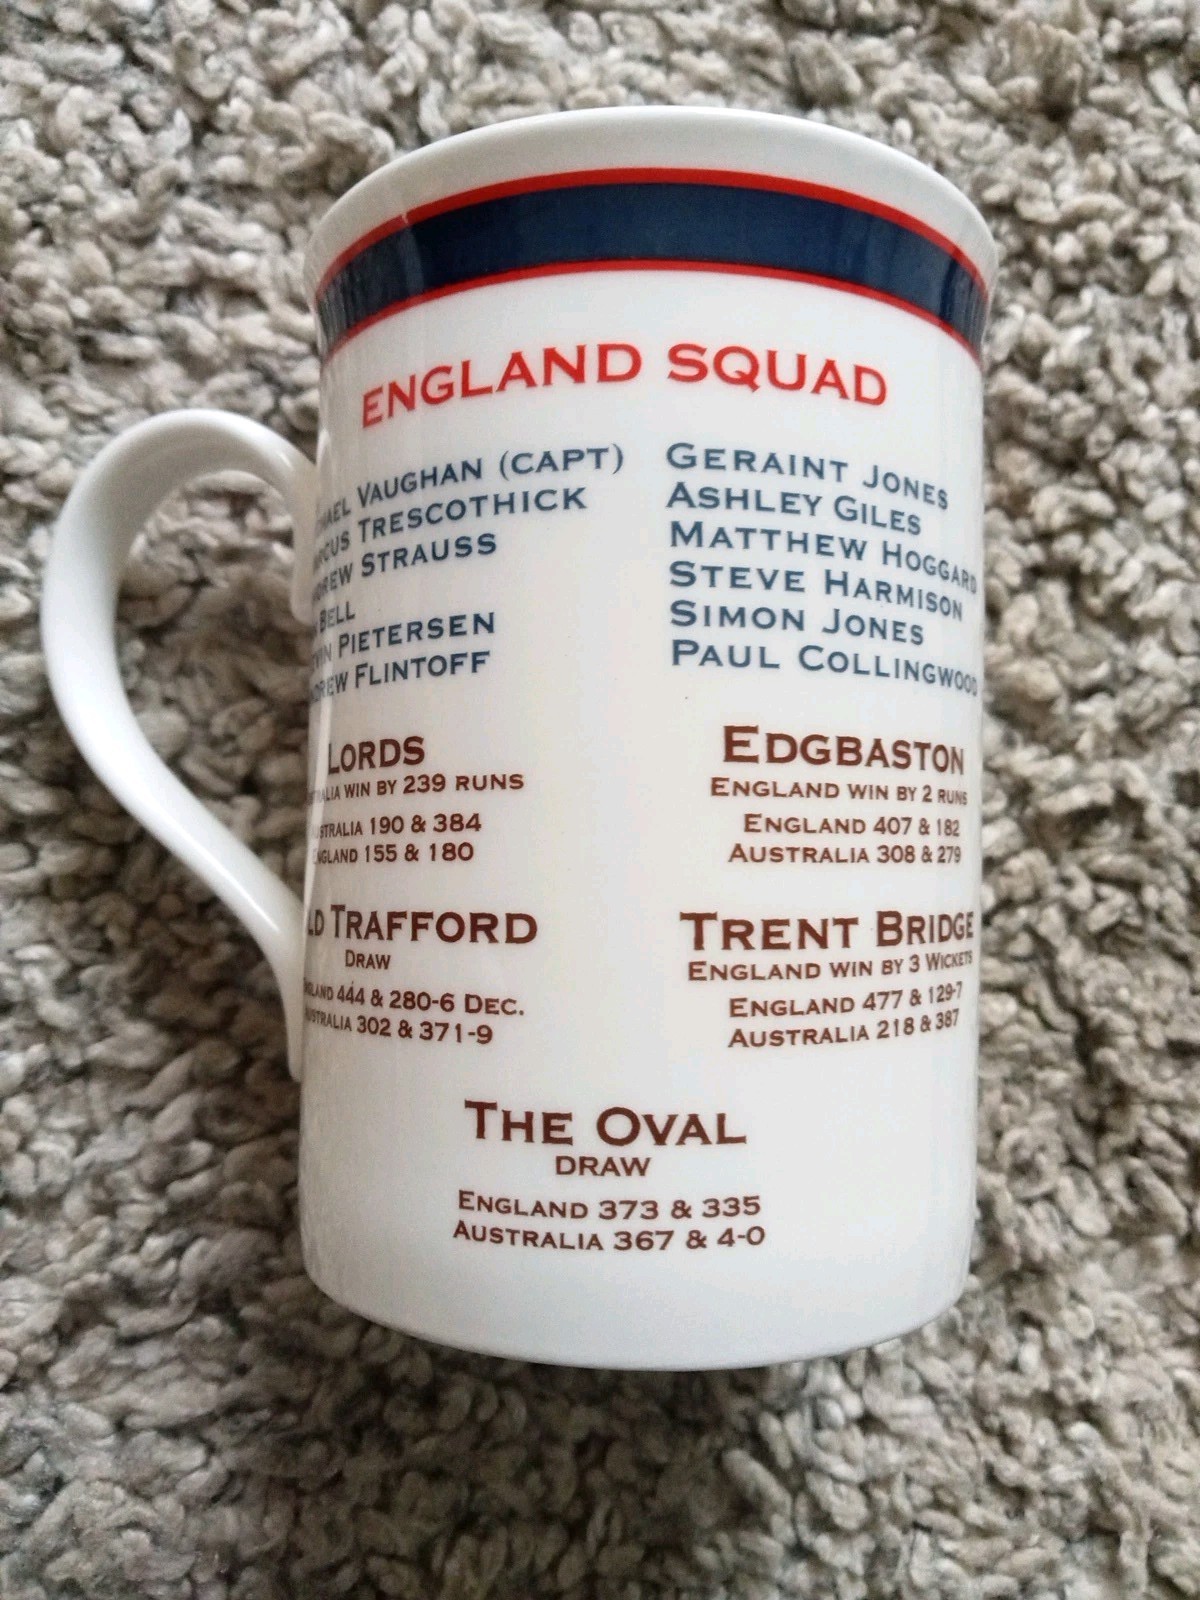 ENGLAND SQUAD
VAUGHAN (CAPT)
TRESCOTHICK
STRAUSS
BELL
PIETERSEN
FLINTOFF
GERAINT JONES
ASHLEY GILES
MATTHEW HOGGARD
STEVE HARMISON
SIMON JONES
PAUL COLLINGWOOD
LORDS
WIN BY 239 RUNS
190 & 384
ENGLAND 155 & 180
EDGBASTON
ENGLAND WIN BY 2 RUNS
ENGLAND 407 & 182
AUSTRALIA 308 & 279
TRAFFORD
DRAW
444 & 280-6 DEC.
302 & 371-9
TRENT BRIDGE
ENGLAND WIN BY 3 WICKETS
ENGLAND 477 & 129-7
AUSTRALIA 218 & 387
THE OVAL
DRAW
ENGLAND 373 & 335
AUSTRALIA 367 & 4-0